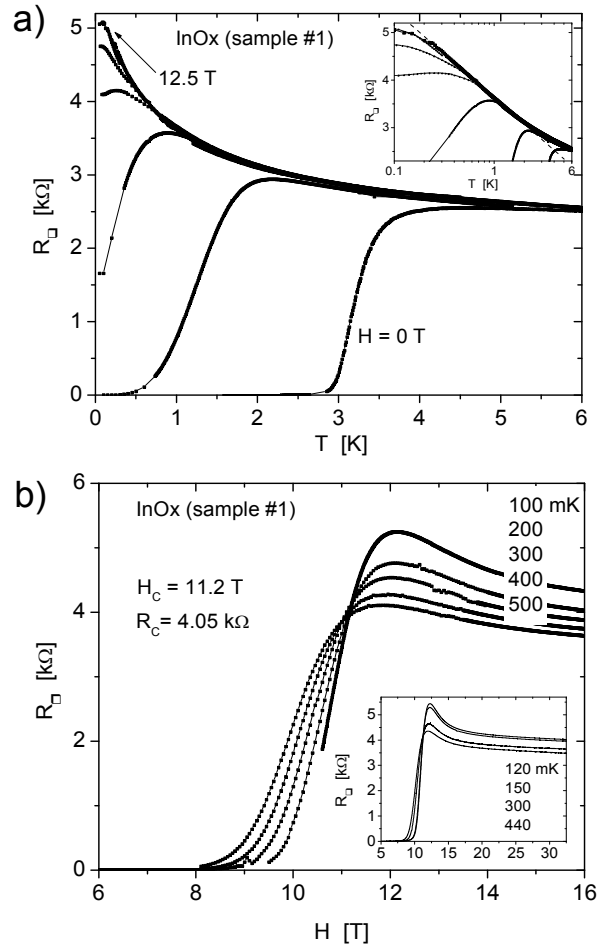 a)
InOx (sample #1)
12.5 T
H = 0 T
R□ [kΩ]
6
5
4
3
2
1
0
0 1 2 3 4 5 6
T [K]
R□ [kΩ]
5
4
3
0.1 1 6
T [K]
b)
InOx (sample #1)
H_C = 11.2 T
R_C= 4.05 kΩ
100 mK
200
300
400
500
R□ [kΩ]
6
4
2
0
6 8 10 12 14 16
H [T]
R□ [kΩ]
5
4
3
2
1
0
120 mK
150
300
440
5 10 15 20 25 30